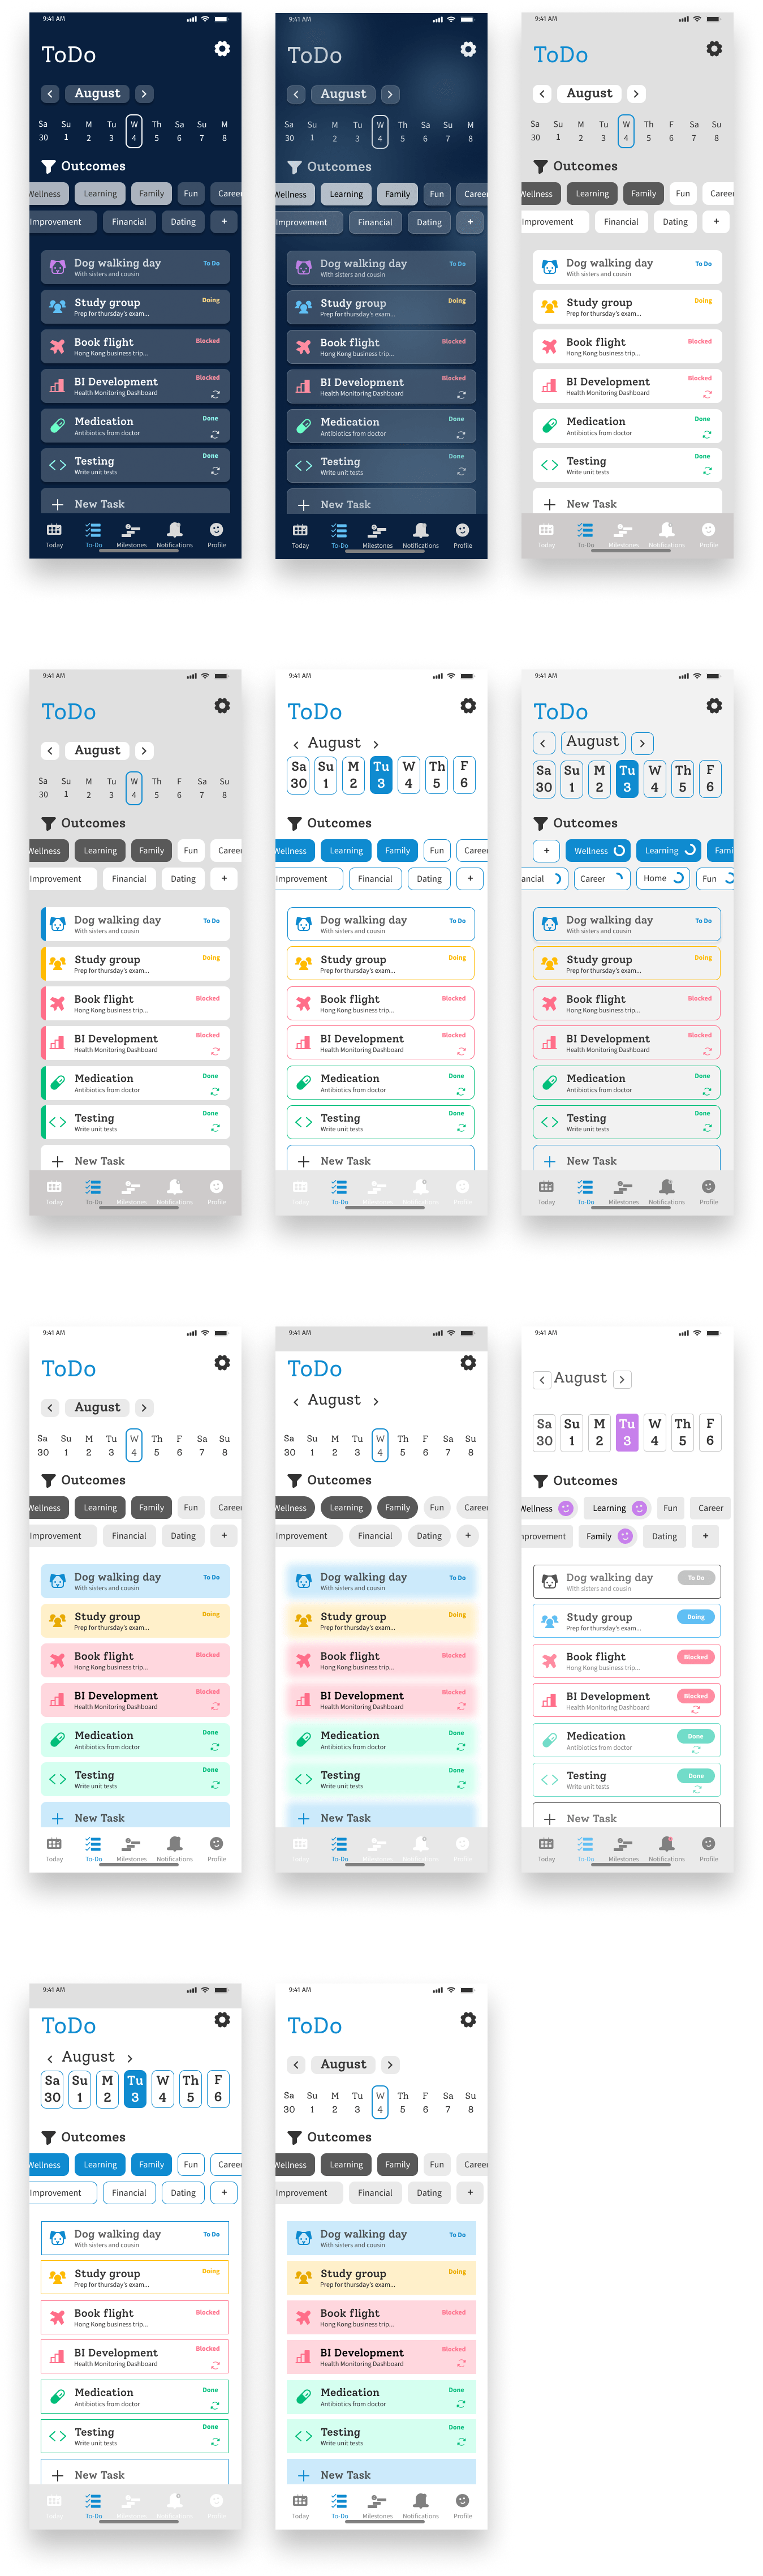 9:41 AM
ToDo
August
Sa Su M Tu W Th Sa Su M
30 1 2 3 4 5 6 7 8
Outcomes
Wellness Learning Family Fun Career
Improvement Financial Dating +
Dog walking day To Do
With sisters and cousin
Study group Doing
Prep for thursday's exam...
Book flight Blocked
Hong Kong business trip...
BI Development Blocked
Health Monitoring Dashboard
Medication Done
Antibiotics from doctor
Testing Done
Write unit tests
New Task
Today To-Do Milestones Notifications Profile
9:41 AM
ToDo
August
Sa Su M Tu W Th Sa Su M
30 1 2 3 4 5 6 7 8
Outcomes
Wellness Learning Family Fun Career
Improvement Financial Dating +
Dog walking day To Do
With sisters and cousin
Study group Doing
Prep for thursday's exam...
Book flight Blocked
Hong Kong business trip...
BI Development Blocked
Health Monitoring Dashboard
Medication Done
Antibiotics from doctor
Testing Done
Write unit tests
New Task
Today To-Do Milestones Notifications Profile
9:41 AM
ToDo
August
Sa Su M Tu W Th F Sa Su
30 1 2 3 4 5 6 7 8
Outcomes
Wellness Learning Family Fun Career
Improvement Financial Dating +
Dog walking day To Do
With sisters and cousin
Study group Doing
Prep for thursday's exam...
Book flight Blocked
Hong Kong business trip...
BI Development Blocked
Health Monitoring Dashboard
Medication Done
Antibiotics from doctor
Testing Done
Write unit tests
New Task
Today To-Do Milestones Notifications Profile
9:41 AM
ToDo
August
Sa Su M Tu W Th F Sa Su
30 1 2 3 4 5 6 7 8
Outcomes
Wellness Learning Family Fun Career
Improvement Financial Dating +
Dog walking day To Do
With sisters and cousin
Study group Doing
Prep for thursday's exam...
Book flight Blocked
Hong Kong business trip...
BI Development Blocked
Health Monitoring Dashboard
Medication Done
Antibiotics from doctor
Testing Done
Write unit tests
New Task
Today To-Do Milestones Notifications Profile
9:41 AM
ToDo
August
Sa Su M Tu W Th F
30 1 2 3 4 5 6
Outcomes
Wellness Learning Family Fun Career
Improvement Financial Dating +
Dog walking day To Do
With sisters and cousin
Study group Doing
Prep for thursday's exam...
Book flight Blocked
Hong Kong business trip...
BI Development Blocked
Health Monitoring Dashboard
Medication Done
Antibiotics from doctor
Testing Done
Write unit tests
New Task
Today To-Do Milestones Notifications Profile
9:41 AM
ToDo
August
Sa Su M Tu W Th F
30 1 2 3 4 5 6
Outcomes
+ Wellness Learning Fami
ancial Career Home Fun
Dog walking day To Do
With sisters and cousin
Study group Doing
Prep for thursday's exam...
Book flight Blocked
Hong Kong business trip...
BI Development Blocked
Health Monitoring Dashboard
Medication Done
Antibiotics from doctor
Testing Done
Write unit tests
New Task
Today To-Do Milestones Notifications Profile
9:41 AM
ToDo
August
Sa Su M Tu W Th F Sa Su
30 1 2 3 4 5 6 7 8
Outcomes
Wellness Learning Family Fun Career
Improvement Financial Dating +
Dog walking day To Do
With sisters and cousin
Study group Doing
Prep for thursday's exam...
Book flight Blocked
Hong Kong business trip...
BI Development Blocked
Health Monitoring Dashboard
Medication Done
Antibiotics from doctor
Testing Done
Write unit tests
New Task
Today To-Do Milestones Notifications Profile
9:41 AM
ToDo
August
Sa Su M Tu W Th F Sa Su
30 1 2 3 4 5 6 7 8
Outcomes
Wellness Learning Family Fun Career
Improvement Financial Dating +
Dog walking day To Do
With sisters and cousin
Study group Doing
Prep for thursday's exam...
Book flight Blocked
Hong Kong business trip...
BI Development Blocked
Health Monitoring Dashboard
Medication Done
Antibiotics from doctor
Testing Done
Write unit tests
New Task
Today To-Do Milestones Notifications Profile
9:41 AM
August
Sa Su M Tu W Th F
30 1 2 3 4 5 6
Outcomes
Wellness Learning Fun Career
nprovement Family Dating +
Dog walking day To Do
With sisters and cousin
Study group Doing
Prep for thursday's exam...
Book flight Blocked
Hong Kong business trip...
BI Development Blocked
Health Monitoring Dashboard
Medication Done
Antibiotics from doctor
Testing Done
Write unit tests
New Task
Today To-Do Milestones Notifications Profile
9:41 AM
ToDo
August
Sa Su M Tu W Th F
30 1 2 3 4 5 6
Outcomes
Wellness Learning Family Fun Career
Improvement Financial Dating +
Dog walking day To Do
With sisters and cousin
Study group Doing
Prep for thursday's exam...
Book flight Blocked
Hong Kong business trip...
BI Development Blocked
Health Monitoring Dashboard
Medication Done
Antibiotics from doctor
Testing Done
Write unit tests
New Task
Today To-Do Milestones Notifications Profile
9:41 AM
ToDo
August
Sa Su M Tu W Th F Sa Su
30 1 2 3 4 5 6 7 8
Outcomes
Wellness Learning Family Fun Career
Improvement Financial Dating +
Dog walking day To Do
With sisters and cousin
Study group Doing
Prep for thursday's exam...
Book flight Blocked
Hong Kong business trip...
BI Development Blocked
Health Monitoring Dashboard
Medication Done
Antibiotics from doctor
Testing Done
Write unit tests
New Task
Today To-Do Milestones Notifications Profile